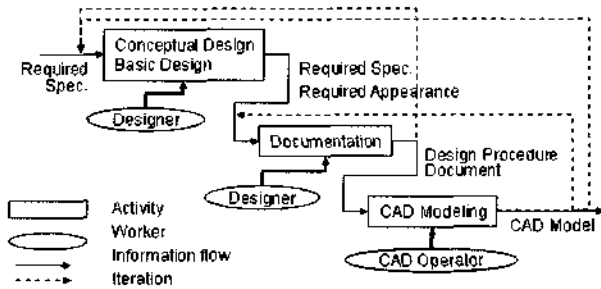 Conceptual Design
Basic Design
Required
Spec.
Required Spec.
Required Appearance
Designer
Documentation
Design Procedure
Document
Designer
CAD Modeling
CAD Model
CAD Operator
Activity
Worker
Information flow
Iteration